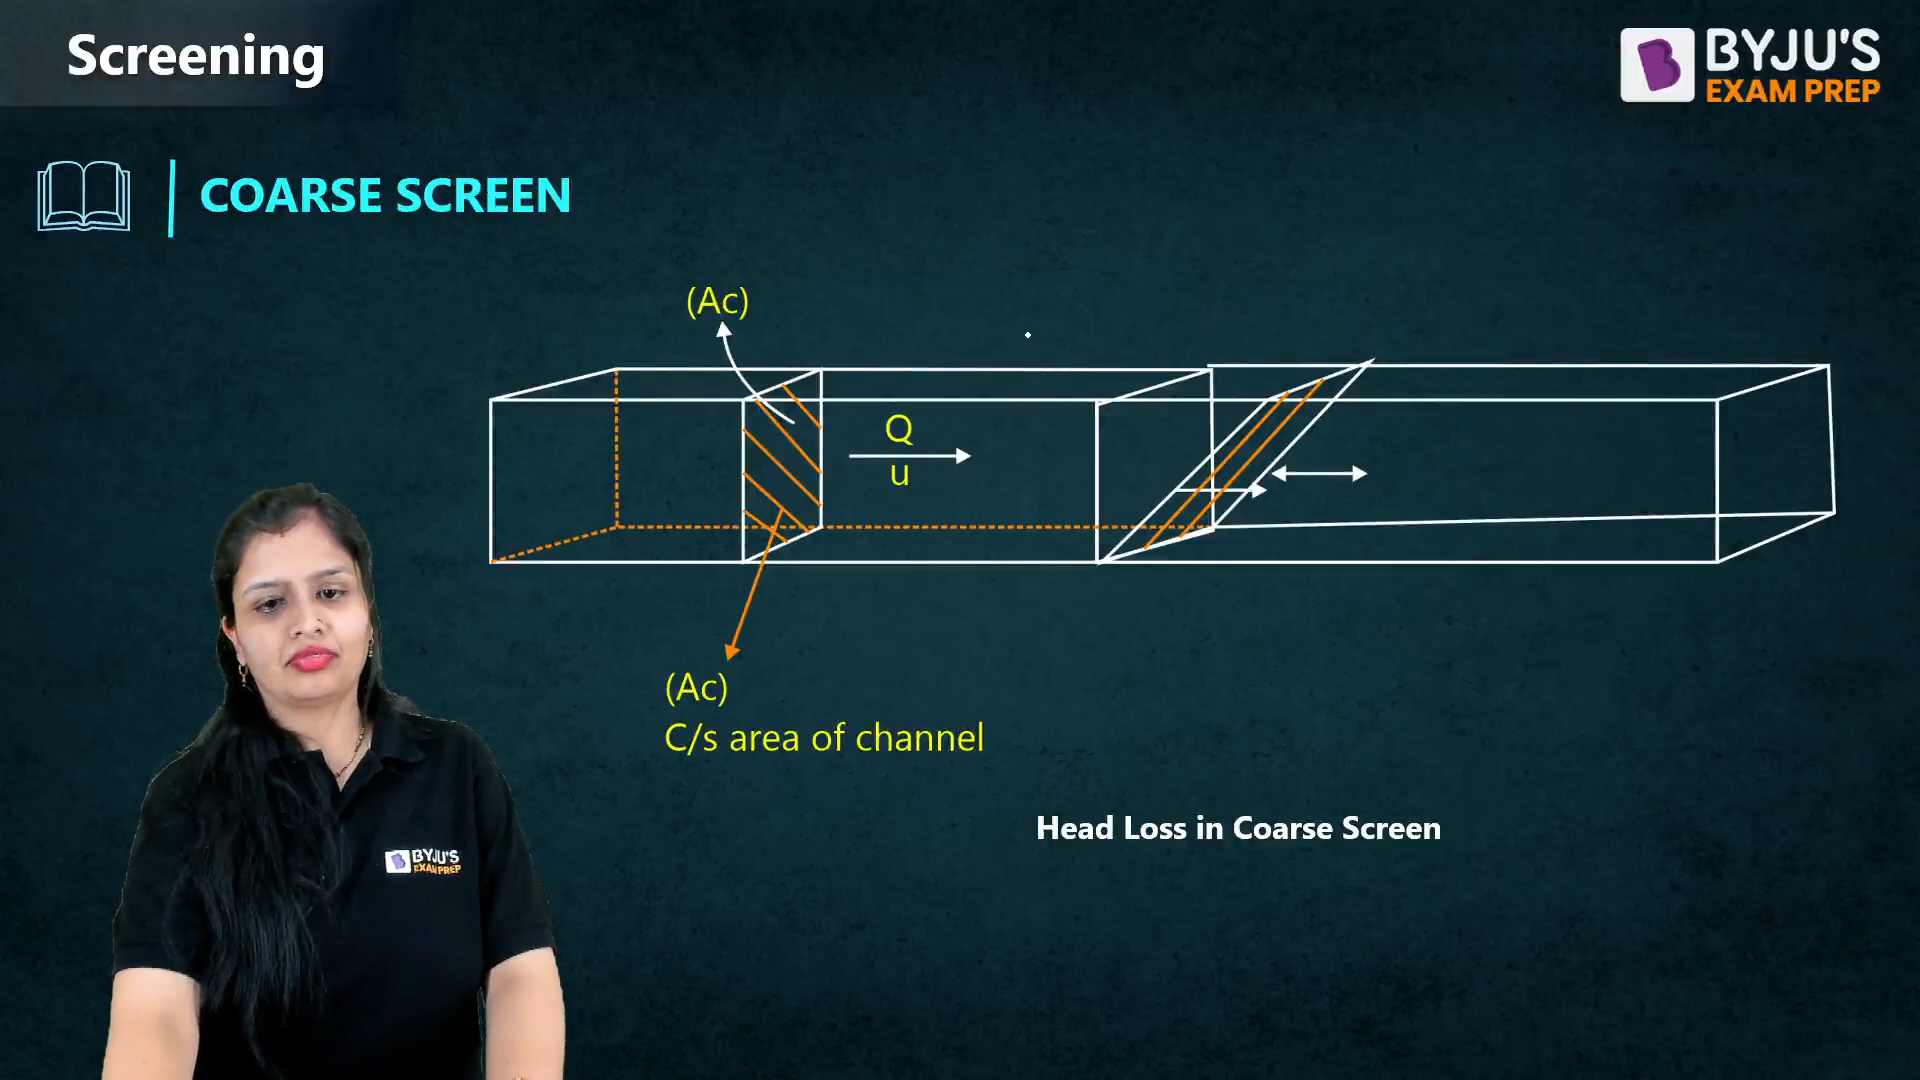 Screening
BYJU'S
EXAM PREP
COARSE SCREEN
(Ac)
Q
u
(Ac)
C/s area of channel
Head Loss in Coarse Screen
BYJU'S
EXAM PREP